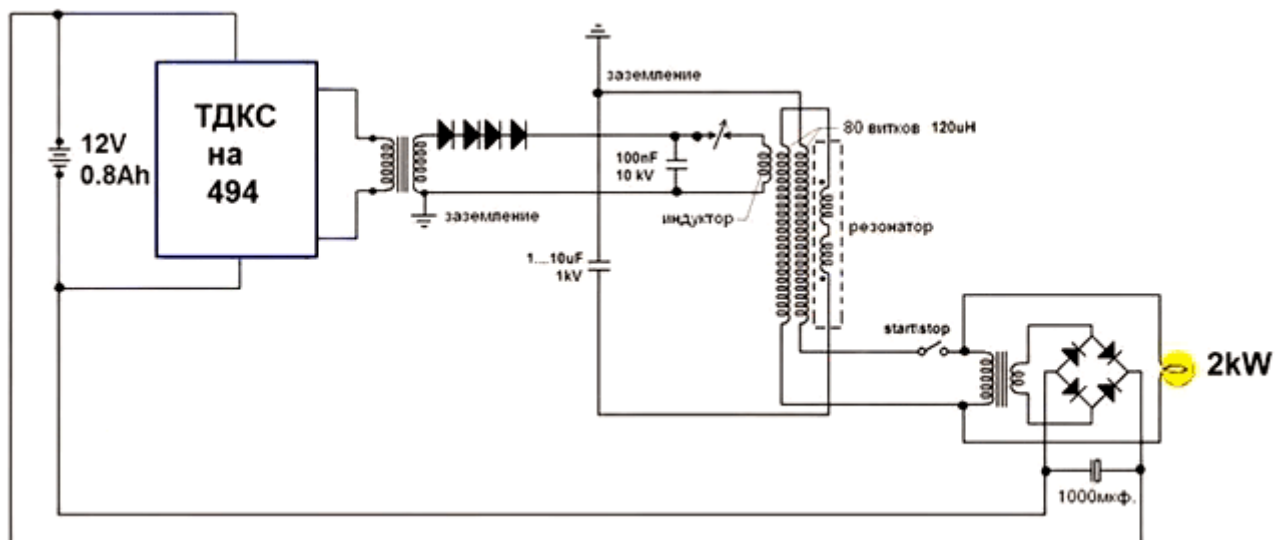 ТДКС
на
494
12V
0.8Ah
заземление
заземление
100nF
10 kV
индуктор
80 витков 120uH
резонатор
1....10uF
1kV
start\stop
2kW
1000мкф.